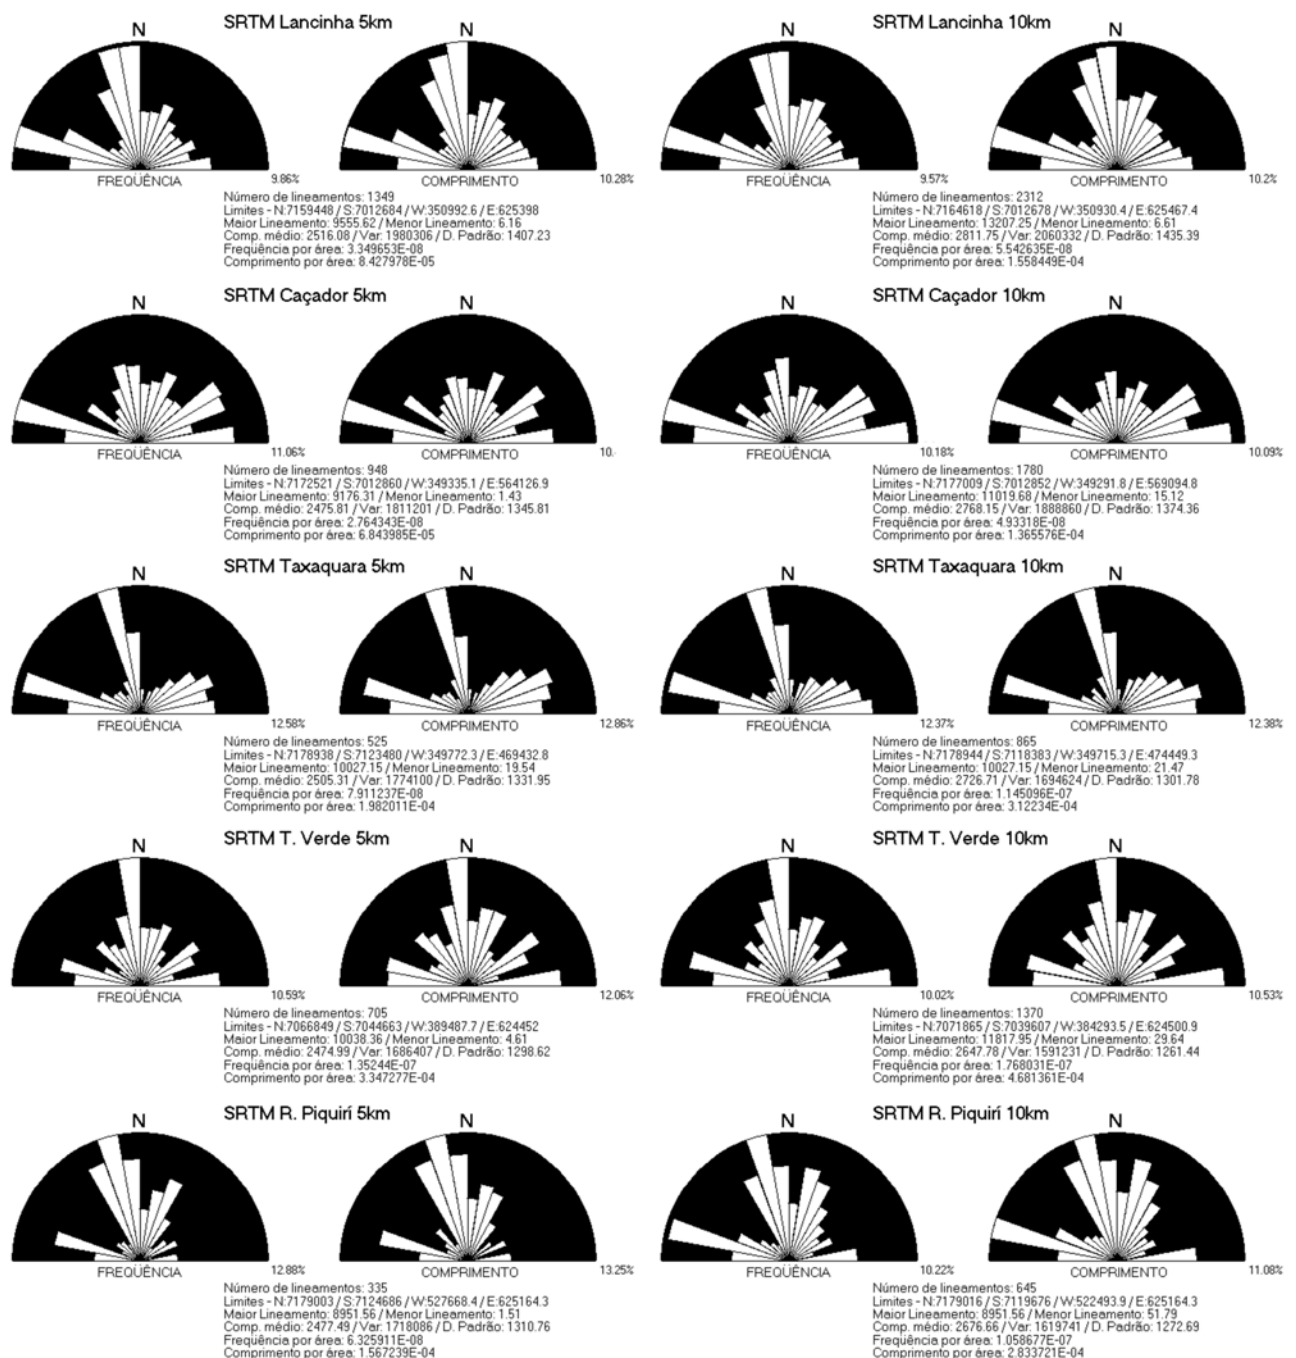 SRTM Lancinha 5km
N
N
FREQÜÊNCIA
9.86%
COMPRIMENTO
10.28%
Número de lineamentos: 1349
Limites - N:7159448 / S:7012684 / W:350992.6 / E:625398
Maior Lineamento: 9555.62 / Menor Lineamento: 6.16
Comp. médio: 2516.08 / Var: 1980306 / D. Padrão: 1407.23
Freqüência por área: 3.349653E-08
Comprimento por área: 8.427978E-05
SRTM Lancinha 10km
N
N
FREQÜÊNCIA
9.57%
COMPRIMENTO
10.2%
Número de lineamentos: 2312
Limites - N:7164618 / S:7012678 / W:350930.4 / E:625467.4
Maior Lineamento: 13207.25 / Menor Lineamento: 6.61
Comp. médio: 2811.75 / Var: 2060332 / D. Padrão: 1435.39
Freqüência por área: 5.542635E-08
Comprimento por área: 1.558449E-04
SRTM Caçador 5km
N
N
FREQÜÊNCIA
11.06%
COMPRIMENTO
10.
Número de lineamentos: 948
Limites - N:7172521 / S:7012860 / W:349335.1 / E:564126.9
Maior Lineamento: 9176.31 / Menor Lineamento: 1.43
Comp. médio: 2475.81 / Var: 1811201 / D. Padrão: 1345.81
Freqüência por área: 2.764343E-08
Comprimento por área: 6.843985E-05
SRTM Caçador 10km
N
N
FREQÜÊNCIA
10.18%
COMPRIMENTO
10.09%
Número de lineamentos: 1780
Limites - N:7177009 / S:7012852 / W:349291.8 / E:569094.8
Maior Lineamento: 11019.68 / Menor Lineamento: 15.12
Comp. médio: 2768.15 / Var: 1888860 / D. Padrão: 1374.36
Freqüência por área: 4.93318E-08
Comprimento por área: 1.365576E-04
SRTM Taxaquara 5km
N
N
FREQÜÊNCIA
12.58%
COMPRIMENTO
12.86%
Número de lineamentos: 525
Limites - N:7178938 / S:7123480 / W:349772.3 / E:469432.8
Maior Lineamento: 10027.15 / Menor Lineamento: 19.54
Comp. médio: 2505.31 / Var: 1774100 / D. Padrão: 1331.95
Freqüência por área: 7.911237E-08
Comprimento por área: 1.982011E-04
SRTM Taxaquara 10km
N
N
FREQÜÊNCIA
12.37%
COMPRIMENTO
12.38%
Número de lineamentos: 865
Limites - N:7178944 / S:7118383 / W:349715.3 / E:474449.3
Maior Lineamento: 10027.15 / Menor Lineamento: 21.47
Comp. médio: 2726.71 / Var: 1694624 / D. Padrão: 1301.78
Freqüência por área: 1.145096E-07
Comprimento por área: 3.12234E-04
SRTM T. Verde 5km
N
N
FREQÜÊNCIA
10.59%
COMPRIMENTO
12.06%
Número de lineamentos: 705
Limites - N:7066849 / S:7044663 / W:389487.7 / E:624452
Maior Lineamento: 10038.36 / Menor Lineamento: 4.61
Comp. médio: 2474.99 / Var: 1686407 / D. Padrão: 1298.62
Freqüência por área: 1.35244E-07
Comprimento por área: 3.347277E-04
SRTM T. Verde 10km
N
N
FREQÜÊNCIA
10.02%
COMPRIMENTO
10.53%
Número de lineamentos: 1370
Limites - N:7071865 / S:7039607 / W:384293.5 / E:624500.9
Maior Lineamento: 11817.95 / Menor Lineamento: 29.64
Comp. médio: 2647.78 / Var: 1591231 / D. Padrão: 1261.44
Freqüência por área: 1.768031E-07
Comprimento por área: 4.681361E-04
SRTM R. Piquirí 5km
N
N
FREQÜÊNCIA
12.88%
COMPRIMENTO
13.25%
Número de lineamentos: 335
Limites - N:7179003 / S:7124686 / W:527668.4 / E:625164.3
Maior Lineamento: 8951.56 / Menor Lineamento: 1.51
Comp. médio: 2477.49 / Var: 1718086 / D. Padrão: 1310.76
Freqüência por área: 6.325911E-08
Comprimento por área: 1.567239E-04
SRTM R. Piquirí 10km
N
N
FREQÜÊNCIA
10.22%
COMPRIMENTO
11.08%
Número de lineamentos: 645
Limites - N:7179016 / S:7119676 / W:522493.9 / E:625164.3
Maior Lineamento: 8951.56 / Menor Lineamento: 51.79
Comp. médio: 2676.66 / Var: 1619741 / D. Padrão: 1272.69
Freqüência por área: 1.058677E-07
Comprimento por área: 2.833721E-04